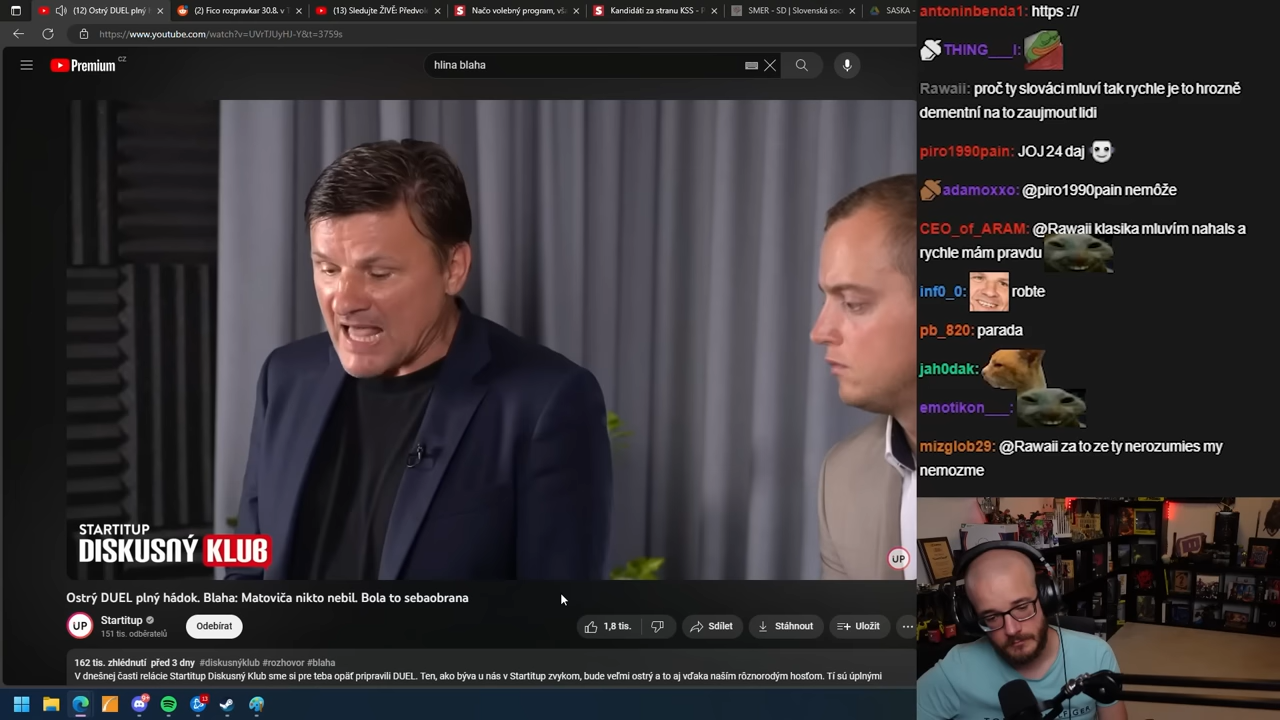 (12) Ostrý DUEL plný h
(2) Fico rozpravkar 30.8. v T
(13) Sledujte ŽIVĚ: Předvol
Načo volebný program, vš
Kandidáti za stranu KSS - P
SMER - SD | Slovenská soc
SASKA -
https://www.youtube.com/watch?v=UVrTJUyHJ-Y&t=3759s
Premium CZ
hlina blaha
STARTITUP
DISKUSNÝ KLUB
UP
Ostrý DUEL plný hádok. Blaha: Matoviča nikto nebil. Bola to sebaobrana
UP
Startitup
151 tis. odběratelů
Odebírat
1,8 tis.
Sdílet
Stáhnout
Uložit
162 tis. zhlédnutí před 3 dny #diskusnýklub #rozhovor #blaha
V dnešnej časti relácie Startitup Diskusný Klub sme si pre teba opäť pripravili DUEL. Ten, ako býva u nás v Startitup zvykom, bude veľmi ostrý a to aj vďaka našim rôznorodým hosťom. Tí sú úplnými
antoninbenda1: https ://
THING___I:
Rawaii: proč ty slováci mluví tak rychle je to hrozně
dementní na to zaujmout lidi
piro1990pain: JOJ 24 daj
adamoxxo: @piro1990pain nemôže
CEO_of_ARAM: @Rawaii klasika mluvím nahals a
rychle mám pravdu
inf0_0: robte
pb_820: parada
jah0dak:
emotikon___:
mizglob29: @Rawaii za to ze ty nerozumies my
nemozme